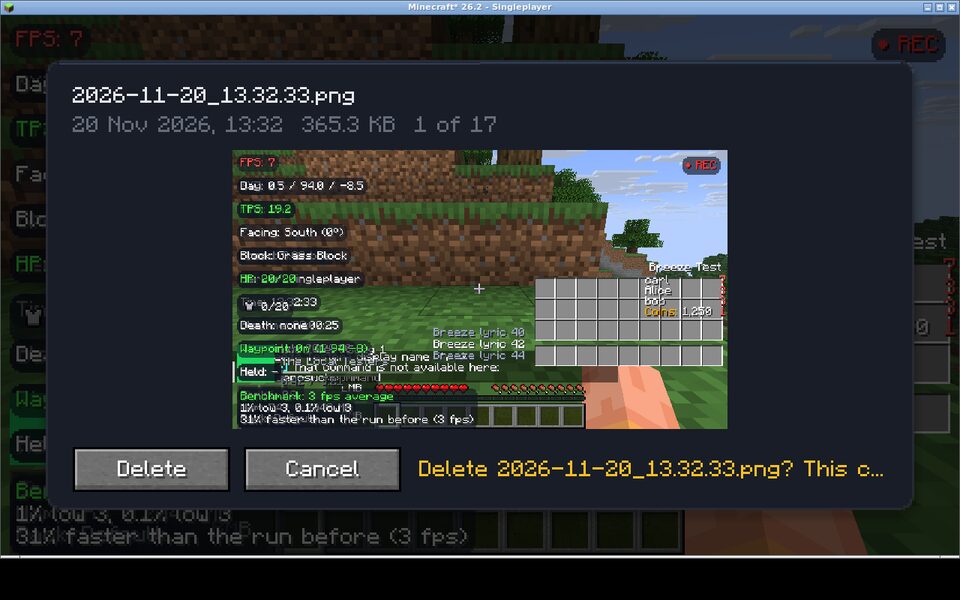 Minecraft* 26.2 - Singleplayer
FPS: 7
REC
2026-11-20_13.32.33.png
20 Nov 2026, 13:32 365.3 KB 1 of 17
FPS: 7
REC
Day: 0.5 / 94.0 / -8.5
TPS: 19.2
Facing: South (0°)
Block: Grass Block
HP: 20/20
Breeze Test
carl
Alice
bob
Coins 1,250
0/20
Death: none
Breeze lyric 40
Breeze lyric 42
Breeze lyric 44
Waypoint:
That command is not available here:
Held: -
Benchmark: 3 fps average
1% low 3, 0.1% low 3
31% faster than the run before (3 fps)
Delete
Cancel
Delete 2026-11-20_13.32.33.png? This c...
1% low 3, 0.1% low 3
31% faster than the run before (3 fps)